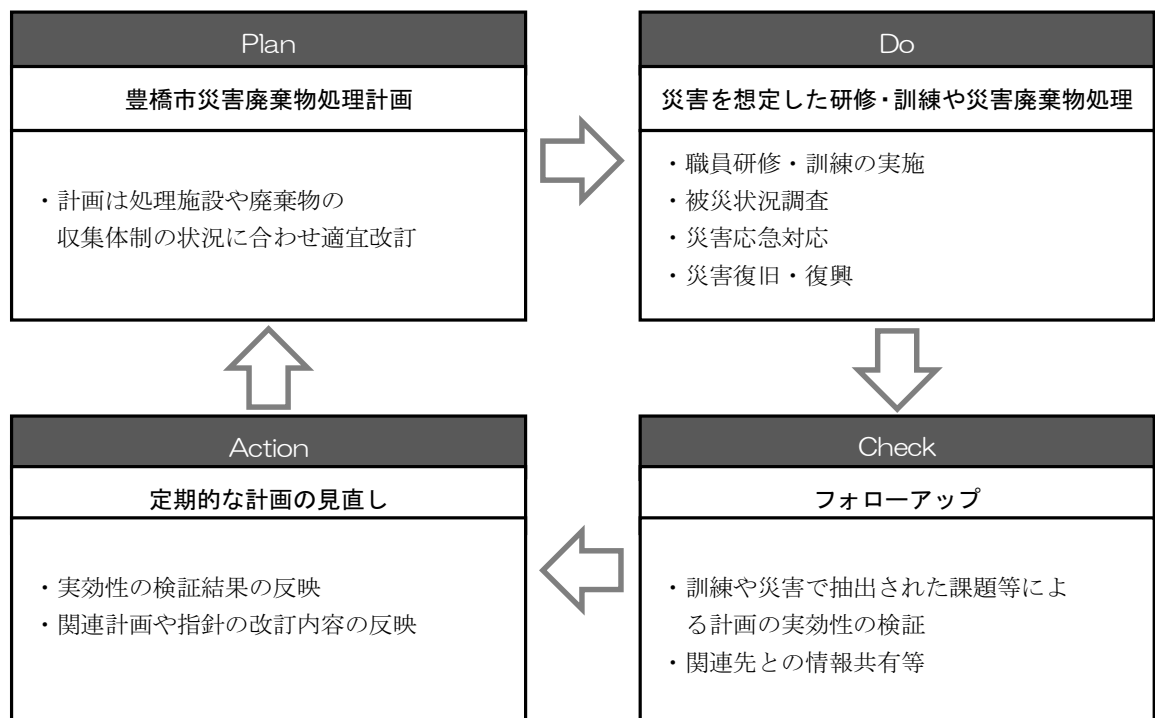 Plan
豊橋市災害廃棄物処理計画
・計画は処理施設や廃棄物の
収集体制の状況に合わせ適宜改訂
Do
災害を想定した研修・訓練や災害廃棄物処理
・職員研修・訓練の実施
・被災状況調査
・災害応急対応
・災害復旧・復興
Action
定期的な計画の見直し
・実効性の検証結果の反映
・関連計画や指針の改訂内容の反映
Check
フォローアップ
・訓練や災害で抽出された課題等によ
る計画の実効性の検証
・関連先との情報共有等